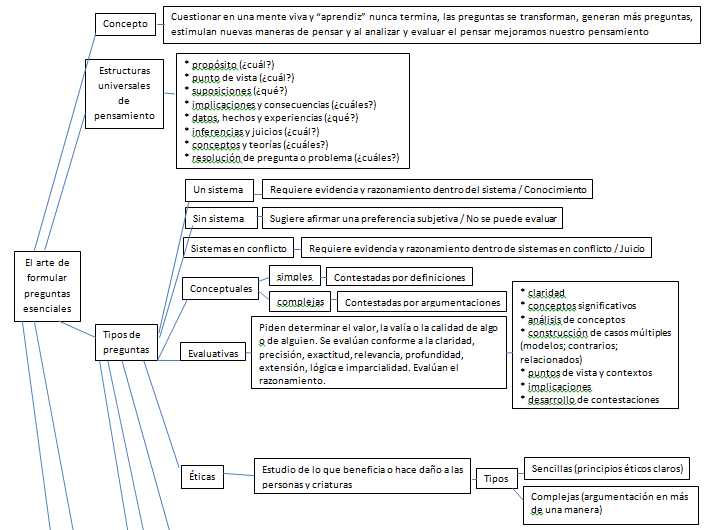 Concepto
Cuestionar en una mente viva y "aprendiz" nunca termina, las preguntas se transforman, generan más preguntas,
estimulan nuevas maneras de pensar y al analizar y evaluar el pensar mejoramos nuestro pensamiento
Estructuras
universales
de
pensamiento
* propósito (¿cuál?)
* punto de vista (¿cuál?)
* suposiciones (¿qué?)
* implicaciones y consecuencias (¿cuáles?)
* datos, hechos y experiencias (¿qué?)
* inferencias y juicios (¿cuál?)
* conceptos y teorías (¿cuáles?)
* resolución de pregunta o problema (¿cuáles?)
El arte de
formular
preguntas
esenciales
Tipos de
preguntas
Un sistema
Requiere evidencia y razonamiento dentro del sistema / Conocimiento
Sin sistema
Sugiere afirmar una preferencia subjetiva / No se puede evaluar
Sistemas en conflicto
Requiere evidencia y razonamiento dentro de sistemas en conflicto / Juicio
Conceptuales
simples
Contestadas por definiciones
complejas
Contestadas por argumentaciones
Evaluativas
Piden determinar el valor, la valía o la calidad de algo
o de alguien. Se evalúan conforme a la claridad,
precisión, exactitud, relevancia, profundidad,
extensión, lógica e imparcialidad. Evalúan el
razonamiento.
* claridad
* conceptos significativos
* análisis de conceptos
* construcción de casos múltiples
(modelos; contrarios;
relacionados)
* puntos de vista y contextos
* implicaciones
* desarrollo de contestaciones
Éticas
Estudio de lo que beneficia o hace daño a las
personas y criaturas
Tipos
Sencillas (principios éticos claros)
Complejas (argumentación en más
de una manera)